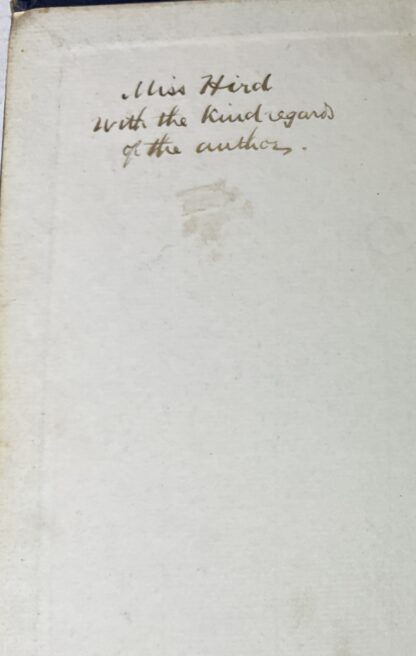 Miss Hird
with the kind regards
of the author.